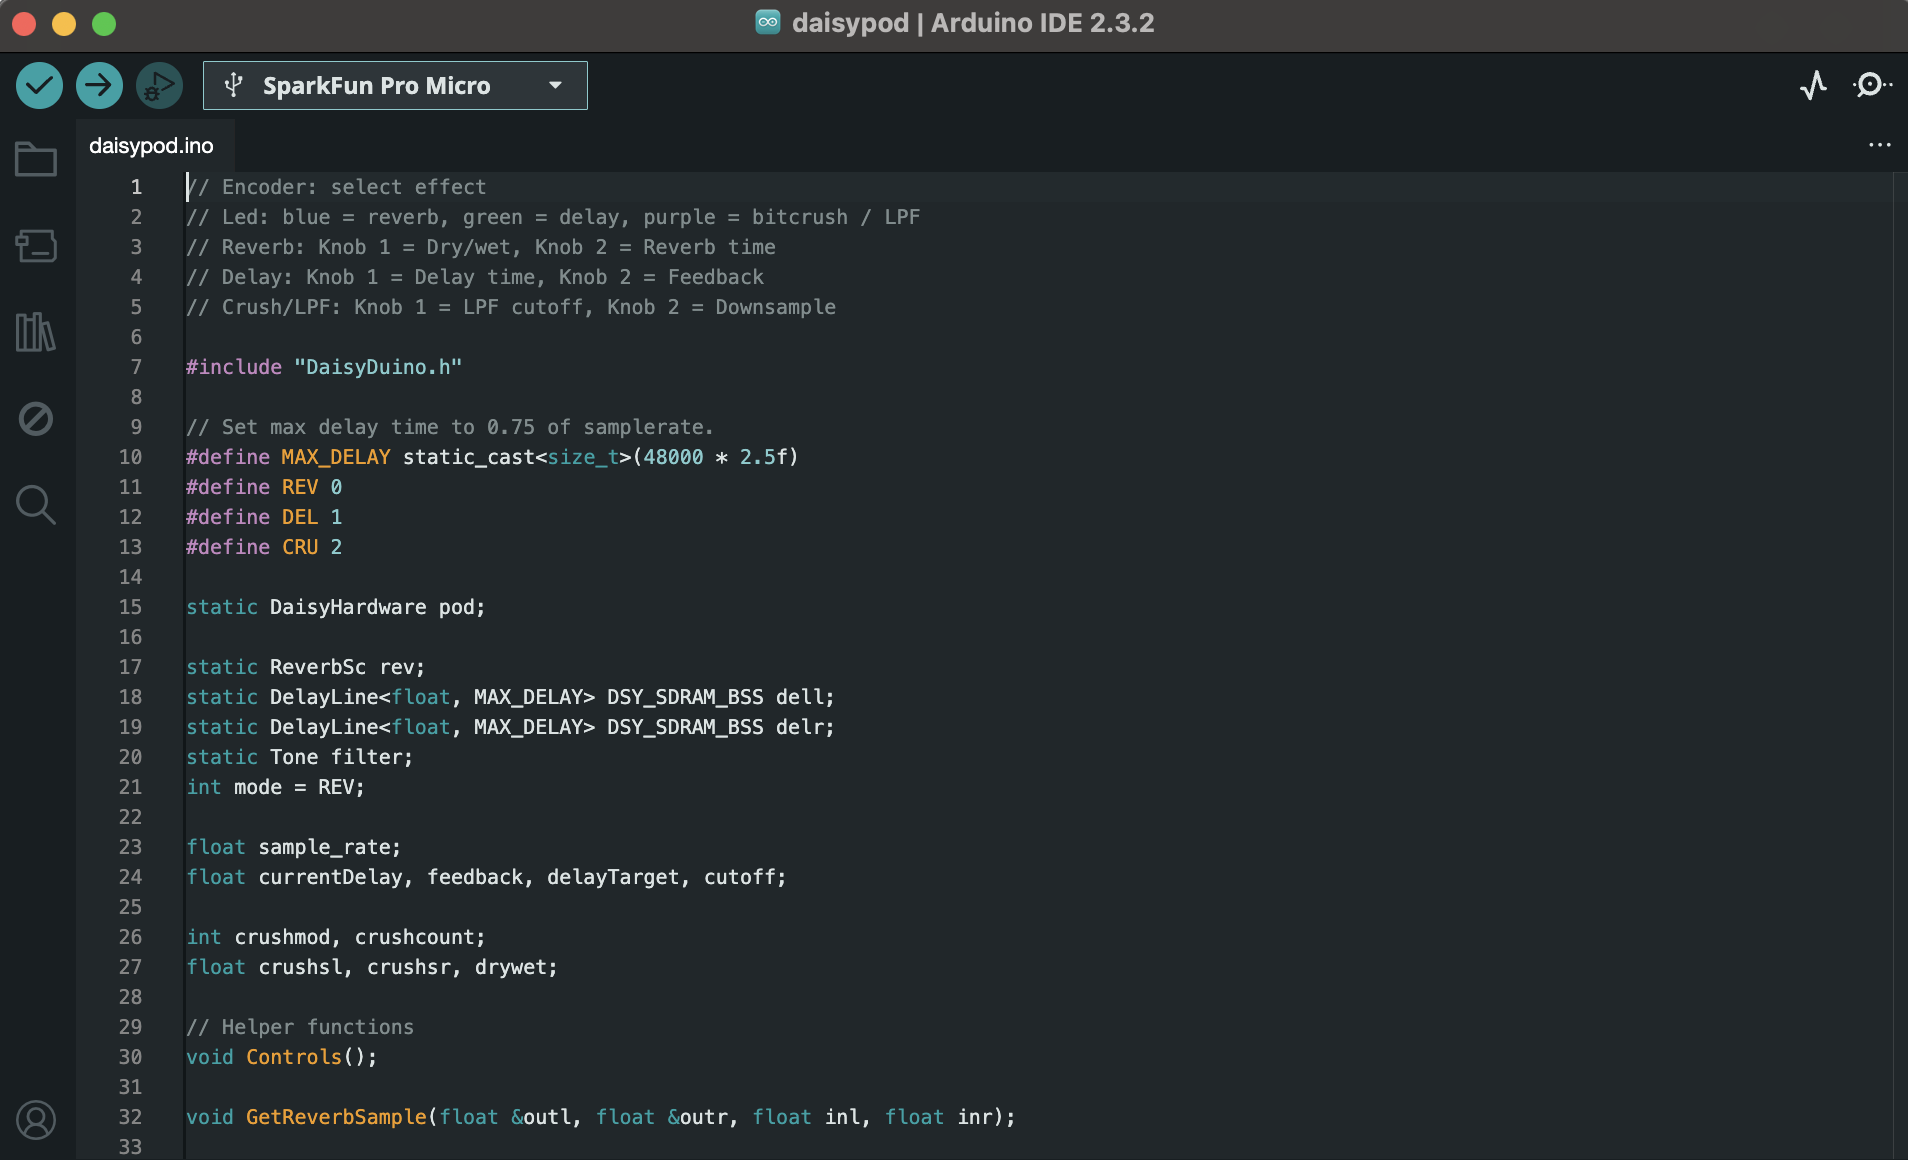 daisypod | Arduino IDE 2.3.2
SparkFun Pro Micro
daisypod.ino
1 // Encoder: select effect
2 // Led: blue = reverb, green = delay, purple = bitcrush / LPF
3 // Reverb: Knob 1 = Dry/wet, Knob 2 = Reverb time
4 // Delay: Knob 1 = Delay time, Knob 2 = Feedback
5 // Crush/LPF: Knob 1 = LPF cutoff, Knob 2 = Downsample
6
7 #include "DaisyDuino.h"
8
9 // Set max delay time to 0.75 of samplerate.
10 #define MAX_DELAY static_cast<size_t>(48000 * 2.5f)
11 #define REV 0
12 #define DEL 1
13 #define CRU 2
14
15 static DaisyHardware pod;
16
17 static ReverbSc rev;
18 static DelayLine<float, MAX_DELAY> DSY_SDRAM_BSS dell;
19 static DelayLine<float, MAX_DELAY> DSY_SDRAM_BSS delr;
20 static Tone filter;
21 int mode = REV;
22
23 float sample_rate;
24 float currentDelay, feedback, delayTarget, cutoff;
25
26 int crushmod, crushcount;
27 float crushsl, crushsr, drywet;
28
29 // Helper functions
30 void Controls();
31
32 void GetReverbSample(float &outl, float &outr, float inl, float inr);
33